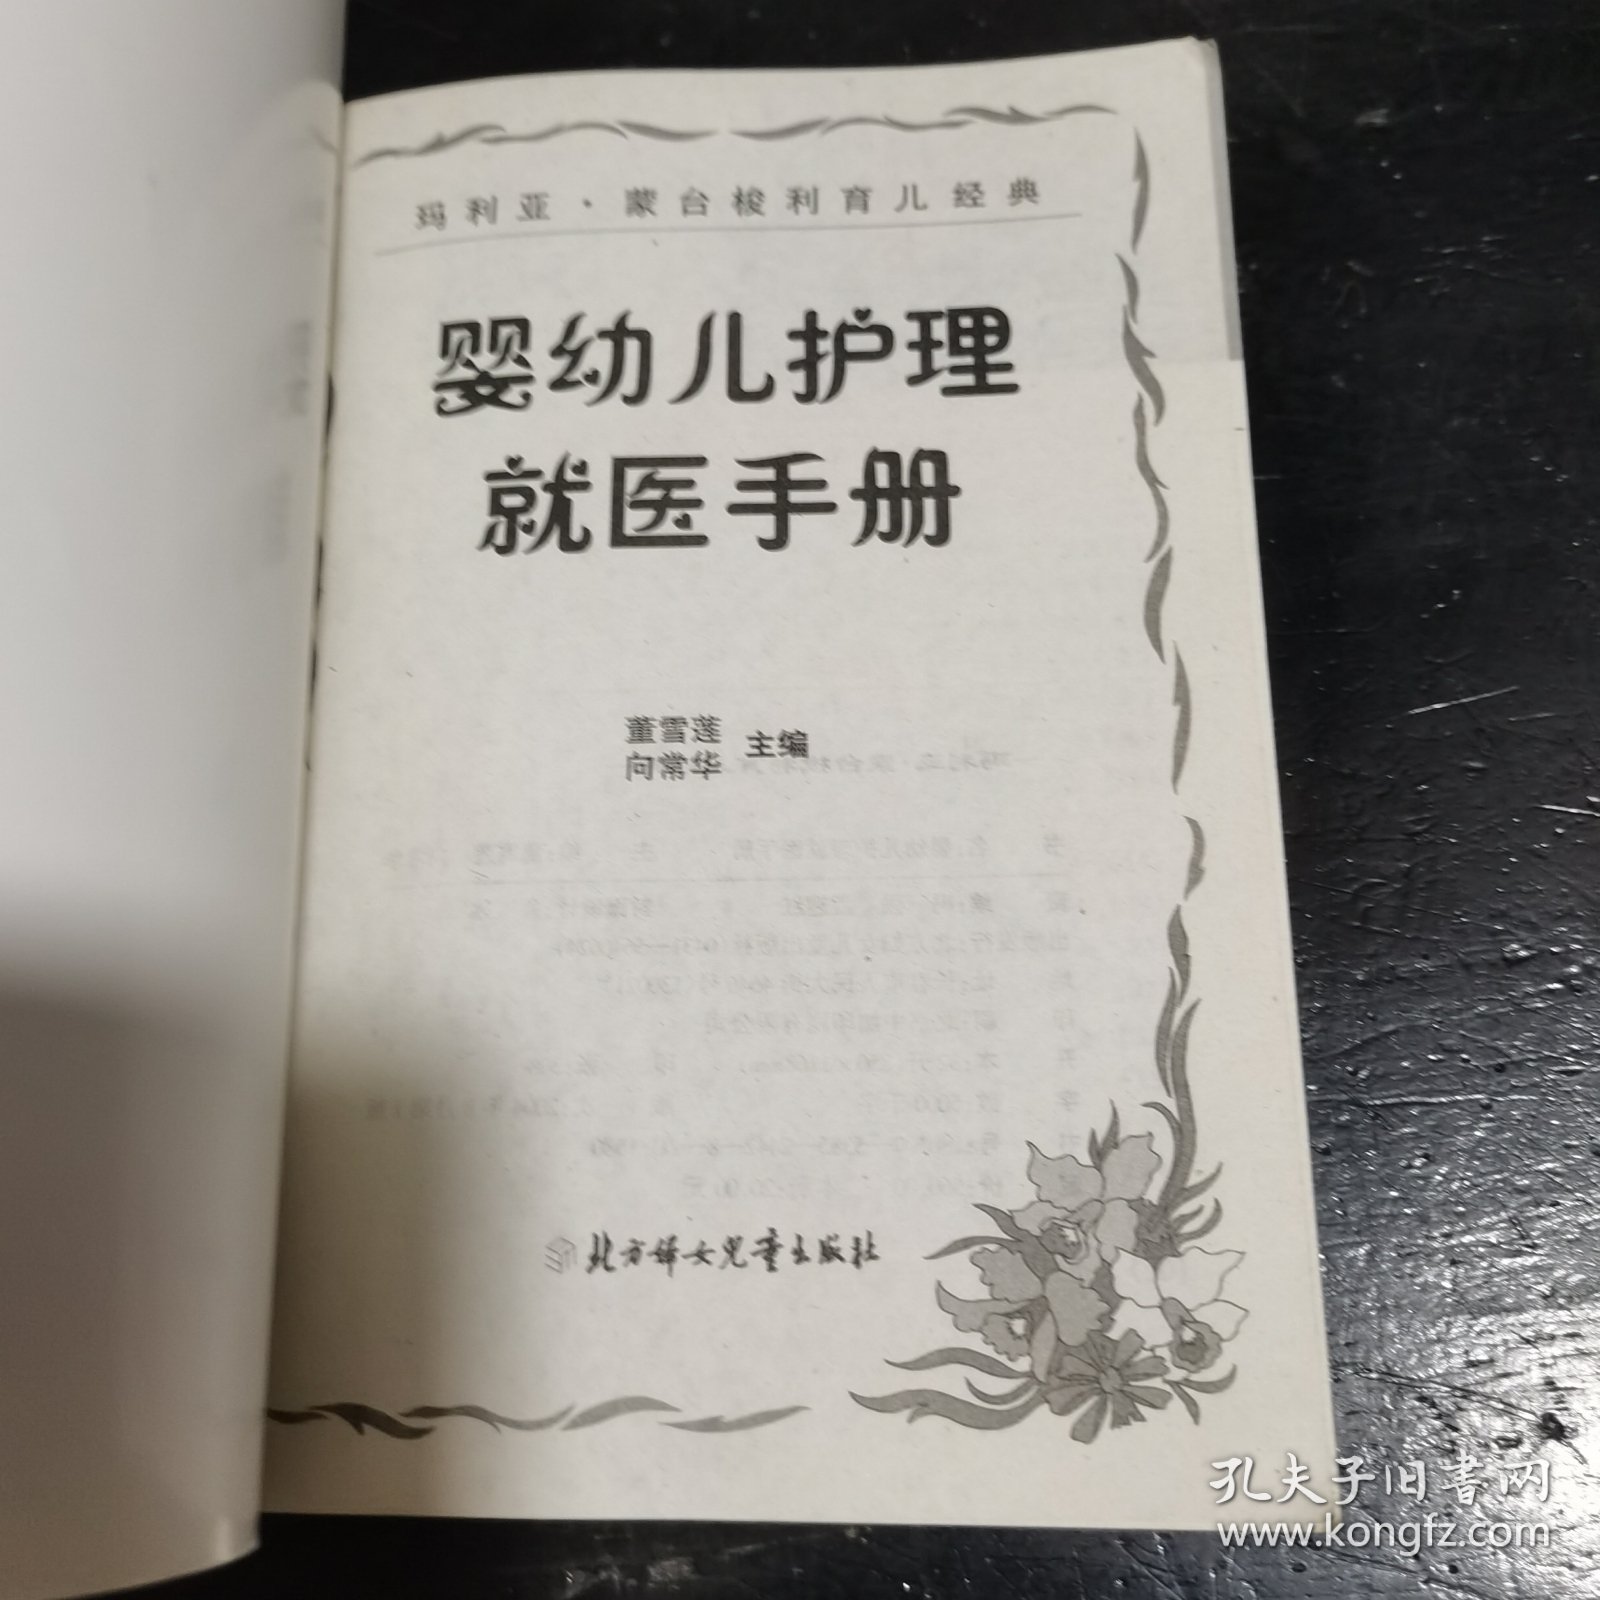 玛利亚·蒙台梭利育儿经典
婴幼儿护理
就医手册
董雪莲
向常华
主编
北方妇女儿童出版社
孔夫子旧书网
www.kongfz.com